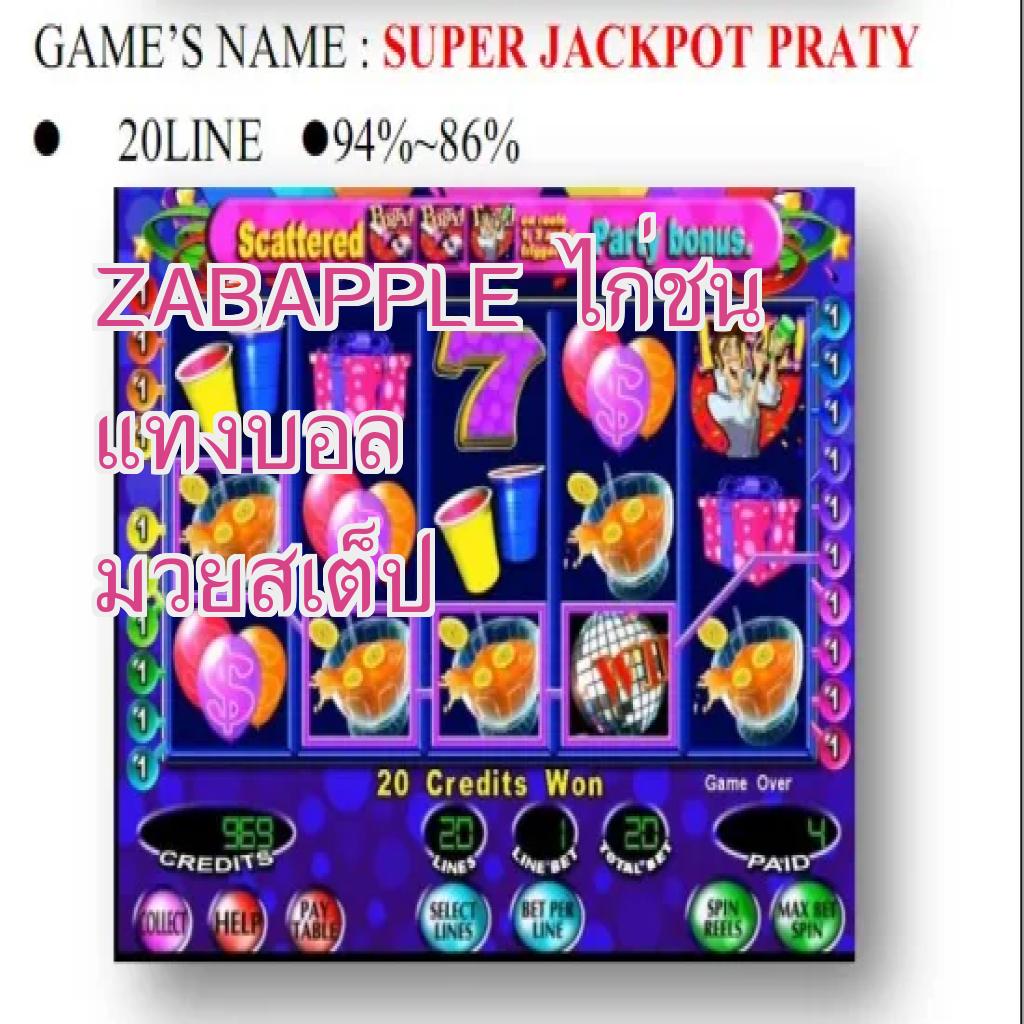 GAME'S NAME : SUPER JACKPOT PRATY
● 20LINE ●94%~86%
Scattered Party bonus.
ZABAPPLE ไก่ชน
แทงบอล
มวยสเต็ป
20 Credits Won
Game Over
969 20 1 20 4
CREDITS LINES LINE BET TOTAL BET PAID
COLLECT HELP PAY TABLE SELECT LINES BET PER LINE SPIN REELS MAX BET SPIN